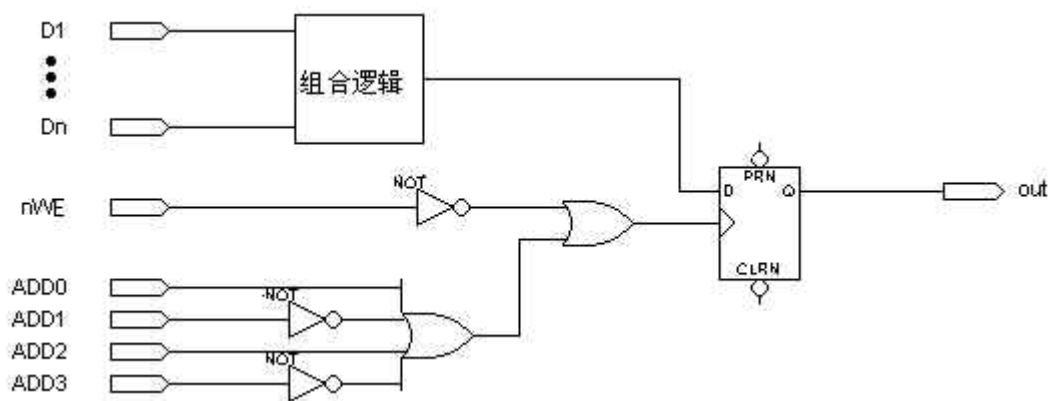 D1
组合逻辑
Dn
NOT
nWE
PRN
D
Q
out
CLRN
ADD0
NOT
ADD1
ADD2
NOT
ADD3